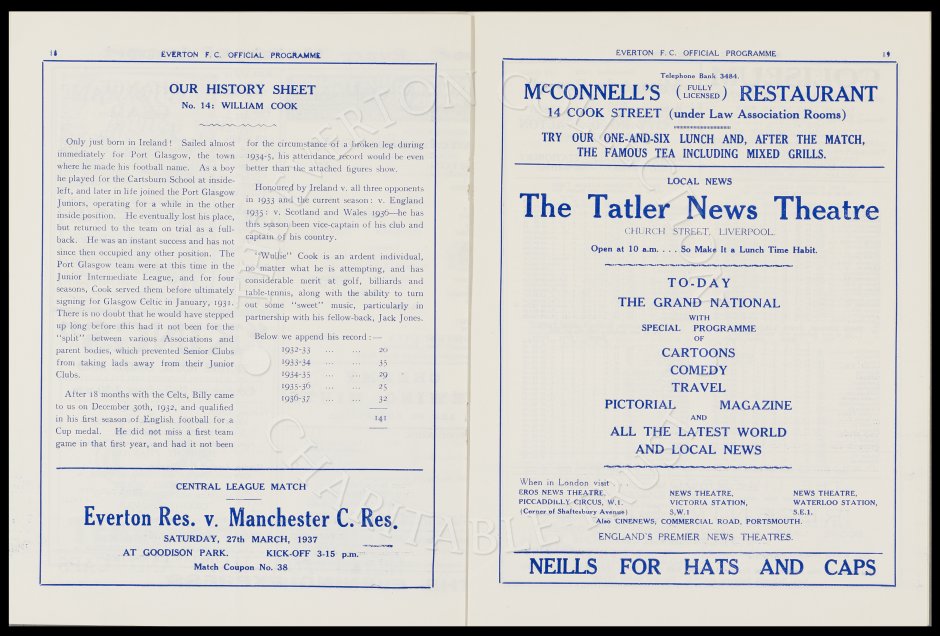 18
EVERTON F.C. OFFICIAL PROGRAMME
OUR HISTORY SHEET
No. 14: WILLIAM COOK
Only just born in Ireland! Sailed almost
immediately for Port Glasgow, the town
where he made his football name. As a boy
he played for the Cartsburn School at inside-
left, and later in life joined the Port Glasgow
Juniors, operating for a while in the other
inside position. He eventually lost his place,
but returned to the team on trial as a full-
back. He was an instant success and has not
since then occupied any other position. The
Port Glasgow team were at this time in the
Junior Intermediate League, and for four
seasons, Cook served them before ultimately
signing for Glasgow Celtic in January, 1931.
There is no doubt that he would have stepped
up long before this had it not been for the
"split" between various Associations and
parent bodies, which prevented Senior Clubs
from taking lads away from their Junior
Clubs.
After 18 months with the Celts, Billy came
to us on December 30th, 1932, and qualified
in his first season of English football for a
Cup medal. He did not miss a first team
game in that first year, and had it not been
for the circumstance of a broken leg during
1934-5, his attendance record would be even
better than the attached figures show.
Honoured by Ireland v. all three opponents
in 1933 and the current season: v. England
1935: v. Scotland and Wales 1936—he has
this season been vice-captain of his club and
captain of his country.
"Wullie" Cook is an ardent individual,
no matter what he is attempting, and has
considerable merit at golf, billiards and
table-tennis, along with the ability to turn
out some "sweet" music, particularly in
partnership with his fellow-back, Jack Jones.
Below we append his record:—
1932-33 ... ... 20
1933-34 ... ... 35
1934-35 ... ... 29
1935-36 ... ... 25
1936-37 ... ... 32
141
CENTRAL LEAGUE MATCH
Everton Res. v. Manchester C. Res.
SATURDAY, 27th MARCH, 1937
AT GOODISON PARK. KICK-OFF 3-15 p.m.
Match Coupon No. 38
EVERTON F.C. OFFICIAL PROGRAMME
19
Telephone Bank 3484.
McCONNELL'S (FULLY LICENSED) RESTAURANT
14 COOK STREET (under Law Association Rooms)
TRY OUR ONE-AND-SIX LUNCH AND, AFTER THE MATCH,
THE FAMOUS TEA INCLUDING MIXED GRILLS.
LOCAL NEWS
The Tatler News Theatre
CHURCH STREET, LIVERPOOL.
Open at 10 a.m. . . . So Make It a Lunch Time Habit.
TO-DAY
THE GRAND NATIONAL
WITH
SPECIAL PROGRAMME
OF
CARTOONS
COMEDY
TRAVEL
PICTORIAL MAGAZINE
AND
ALL THE LATEST WORLD
AND LOCAL NEWS
When in London visit
EROS NEWS THEATRE, NEWS THEATRE, NEWS THEATRE,
PICCADILLY CIRCUS, W.1. VICTORIA STATION, WATERLOO STATION,
(Corner of Shaftesbury Avenue) S.W.1 S.E.1.
Also CINENEWS, COMMERCIAL ROAD, PORTSMOUTH.
ENGLAND'S PREMIER NEWS THEATRES.
NEILLS FOR HATS AND CAPS